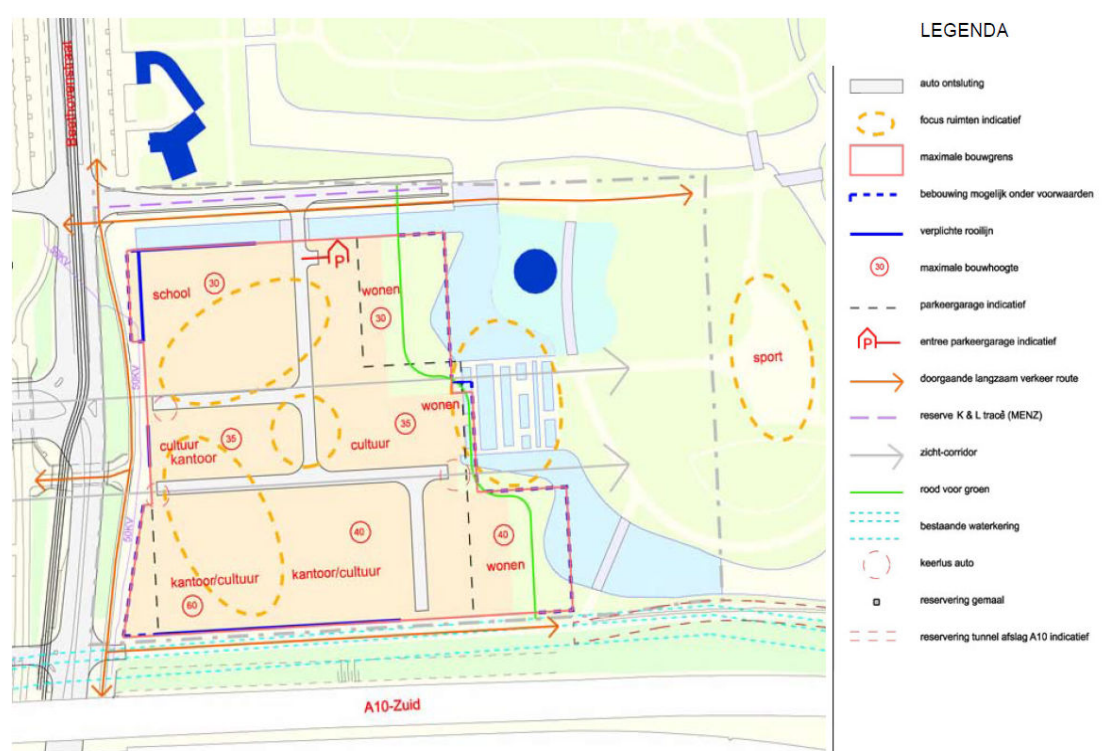 LEGENDA
auto ontsluting
focus ruimten indicatief
maximale bouwgrens
bebouwing mogelijk onder voorwaarden
verplichte rooilijn
30
maximale bouwhoogte
parkeergarage indicatief
P
entree parkeergarage indicatief
doorgaande langzaam verkeer route
reserve K & L tracé (MENZ)
zicht-corridor
rood voor groen
bestaande waterkering
keerlus auto
reservering gemaal
reservering tunnel afslag A10 indicatief
Beethovenstraat
50KV
P
school
30
wonen
30
50KV
sport
wonen
cultuur
kantoor
35
35
cultuur
50KV
40
40
wonen
kantoor/cultuur
kantoor/cultuur
60
A10-Zuid